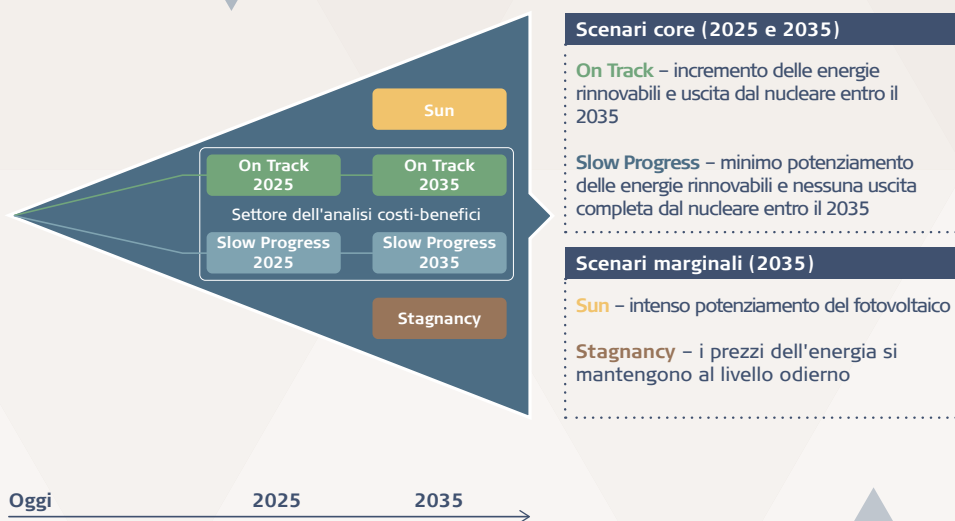 Sun
On Track
2025
On Track
2035
Settore dell'analisi costi-benefici
Slow Progress
2025
Slow Progress
2035
Stagnancy
Oggi
2025
2035
Scenari core (2025 e 2035)
On Track – incremento delle energie
rinnovabili e uscita dal nucleare entro il
2035
Slow Progress – minimo potenziamento
delle energie rinnovabili e nessuna uscita
completa dal nucleare entro il 2035
Scenari marginali (2035)
Sun – intenso potenziamento del fotovoltaico
Stagnancy – i prezzi dell'energia si
mantengono al livello odierno